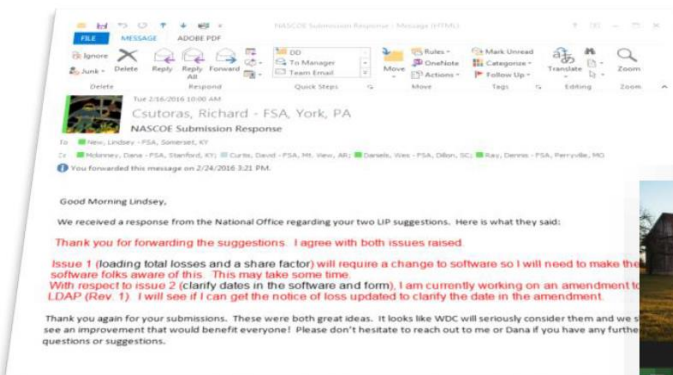 NASCOE Submission Response - Message (HTML)
FILE MESSAGE ADOBE PDF
Ignore
Junk
Delete
Reply
Reply All
Forward
DD
To Manager
Team Email
Move
Rules
OneNote
Actions
Mark Unread
Categorize
Follow Up
Translate
Zoom
Delete Respond Quick Steps Move Tags Editing Zoom
Tue 2/16/2016 10:00 AM
Csutoras, Richard - FSA, York, PA
NASCOE Submission Response
To New, Lindsey - FSA, Somerset, KY
Cc Mckinney, Dana - FSA, Stanford, KY; Curtis, David - FSA, Mt. View, AR; Daniels, Wes - FSA, Dillon, SC; Ray, Dennis - FSA, Perryville, MO
You forwarded this message on 2/24/2016 3:21 PM.
Good Morning Lindsey,
We received a response from the National Office regarding your two LIP suggestions. Here is what they said:
Thank you for forwarding the suggestions. I agree with both issues raised.
Issue 1 (loading total losses and a share factor) will require a change to software so I will need to make the
software folks aware of this. This may take some time.
With respect to issue 2 (clarify dates in the software and form), I am currently working on an amendment to
LDAP (Rev. 1). I will see if I can get the notice of loss updated to clarify the date in the amendment.
Thank you again for your submissions. These were both great ideas. It looks like WDC will seriously consider them and we
see an improvement that would benefit everyone! Please don't hesitate to reach out to me or Dana if you have any
questions or suggestions.